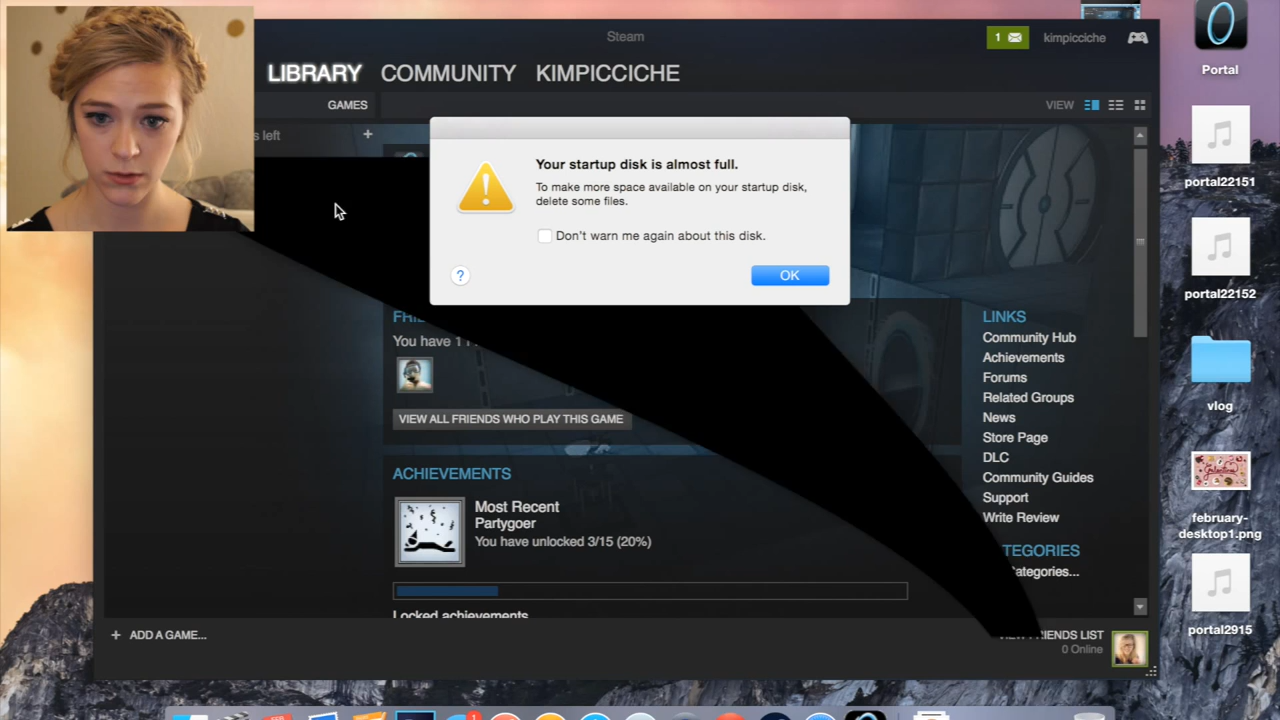 Steam
1
kimpicciche
LIBRARY COMMUNITY KIMPICCICHE
GAMES
VIEW
left
+
Your startup disk is almost full.
To make more space available on your startup disk,
delete some files.
Don't warn me again about this disk.
?
OK
You have 1
VIEW ALL FRIENDS WHO PLAY THIS GAME
ACHIEVEMENTS
Most Recent
Partygoer
You have unlocked 3/15 (20%)
Locked achievements
LINKS
Community Hub
Achievements
Forums
Related Groups
News
Store Page
DLC
Community Guides
Support
Write Review
+ ADD A GAME...
FRIENDS LIST
0 Online
Portal
portal22151
portal22152
vlog
february-
desktop1.png
portal2915